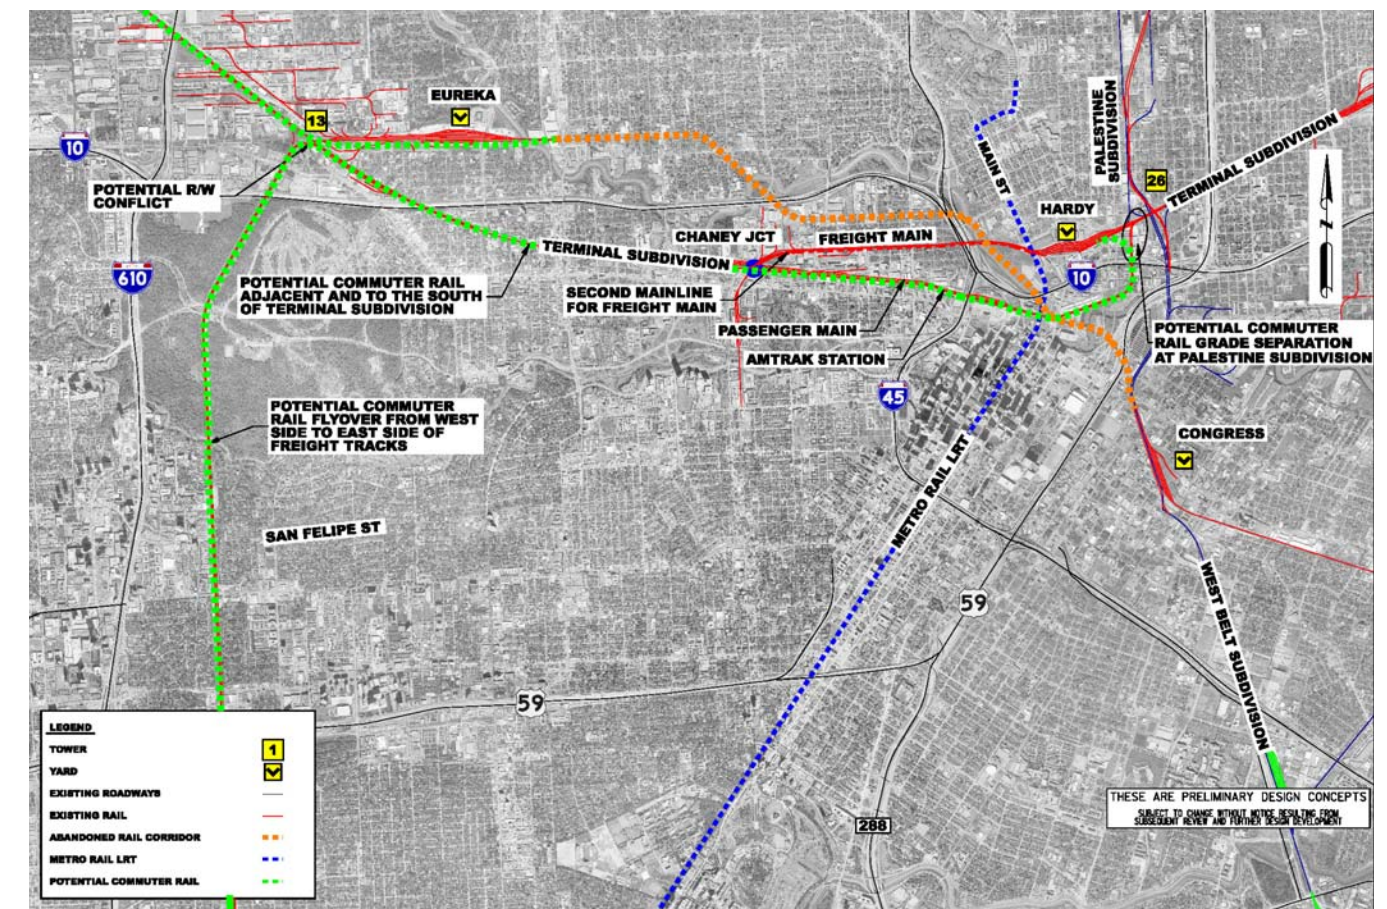 EUREKA
13
10
POTENTIAL R/W
CONFLICT
610
PALESTINE
SUBDIVISION
MAIN ST
26
TERMINAL SUBDIVISION
HARDY
CHANEY JCT
FREIGHT MAIN
TERMINAL SUBDIVISION
10
N
POTENTIAL COMMUTER RAIL
ADJACENT AND TO THE SOUTH
OF TERMINAL SUBDIVISION
SECOND MAINLINE
FOR FREIGHT MAIN
PASSENGER MAIN
AMTRAK STATION
POTENTIAL COMMUTER
RAIL GRADE SEPARATION
AT PALESTINE SUBDIVISION
45
POTENTIAL COMMUTER
RAIL FLYOVER FROM WEST
SIDE TO EAST SIDE OF
FREIGHT TRACKS
CONGRESS
METRO RAIL LRT
SAN FELIPE ST
59
WEST BELT SUBDIVISION
59
288
LEGEND
TOWER 1
YARD
EXISTING ROADWAYS
EXISTING RAIL
ABANDONED RAIL CORRIDOR
METRO RAIL LRT
POTENTIAL COMMUTER RAIL
THESE ARE PRELIMINARY DESIGN CONCEPTS
SUBJECT TO CHANGE WITHOUT NOTICE RESULTING FROM
SUBSEQUENT REVIEW AND FURTHER DESIGN DEVELOPMENT